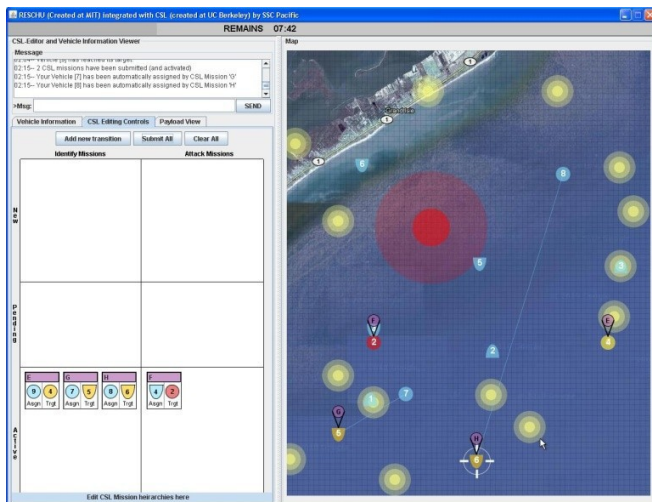 RESCHU (Created at MIT) integrated with CSL (created at UC Berkeley) by SSC Pacific
REMAINS 07:42
CSL-Editor and Vehicle Information Viewer
Map
Message
02:15-- 2 CSL missions have been submitted (and activated)
02:15-- Your Vehicle [7] has been automatically assigned by CSL Mission 'G'
02:15-- Your Vehicle [8] has been automatically assigned by CSL Mission 'H'
>Msg:
SEND
Vehicle Information
CSL Editing Controls
Payload View
Add new transition
Submit All
Clear All
Identify Missions
Attack Missions
New
Pending
Active
E
G
H
F
9 4
7 5
8 6
4 2
Asgn Trgt
Asgn Trgt
Asgn Trgt
Asgn Trgt
Edit CSL Mission heirarchies here
1
1
1
6
8
5
3
F
2
E
4
2
1
7
G
5
H
6